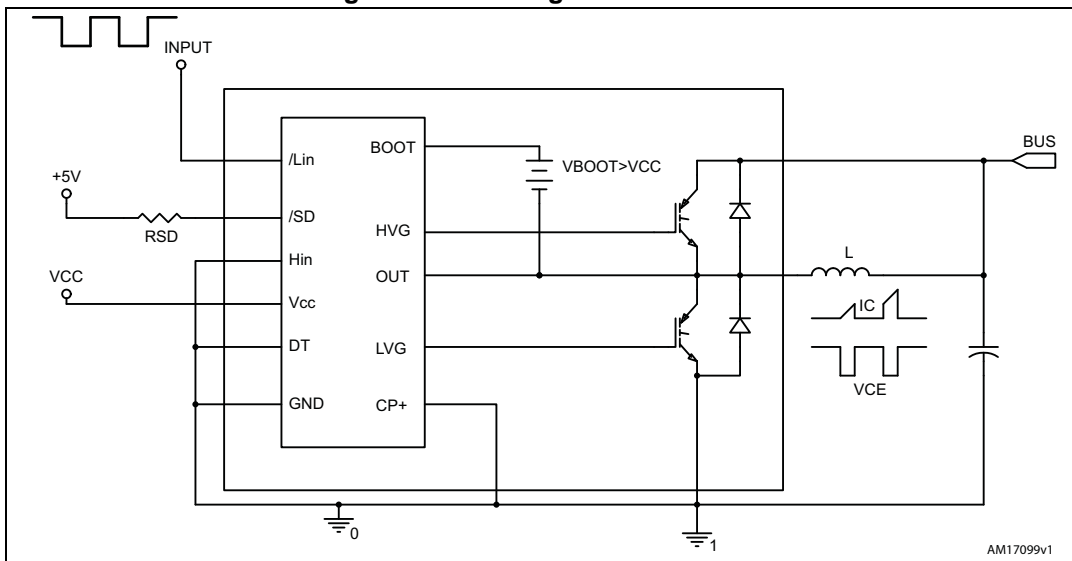 INPUT
/Lin
BOOT
VBOOT>VCC
BUS
+5V
/SD
RSD
HVG
Hin
OUT
L
VCC
Vcc
IC
DT
LVG
VCE
GND
CP+
0
1
AM17099v1